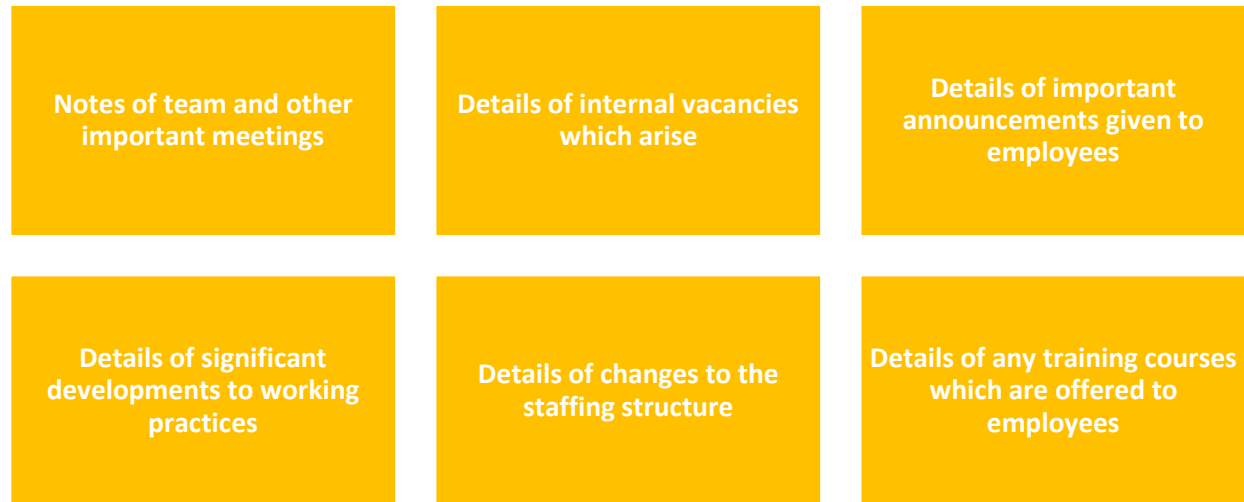 Notes of team and other
important meetings
Details of internal vacancies
which arise
Details of important
announcements given to
employees
Details of significant
developments to working
practices
Details of changes to the
staffing structure
Details of any training courses
which are offered to
employees